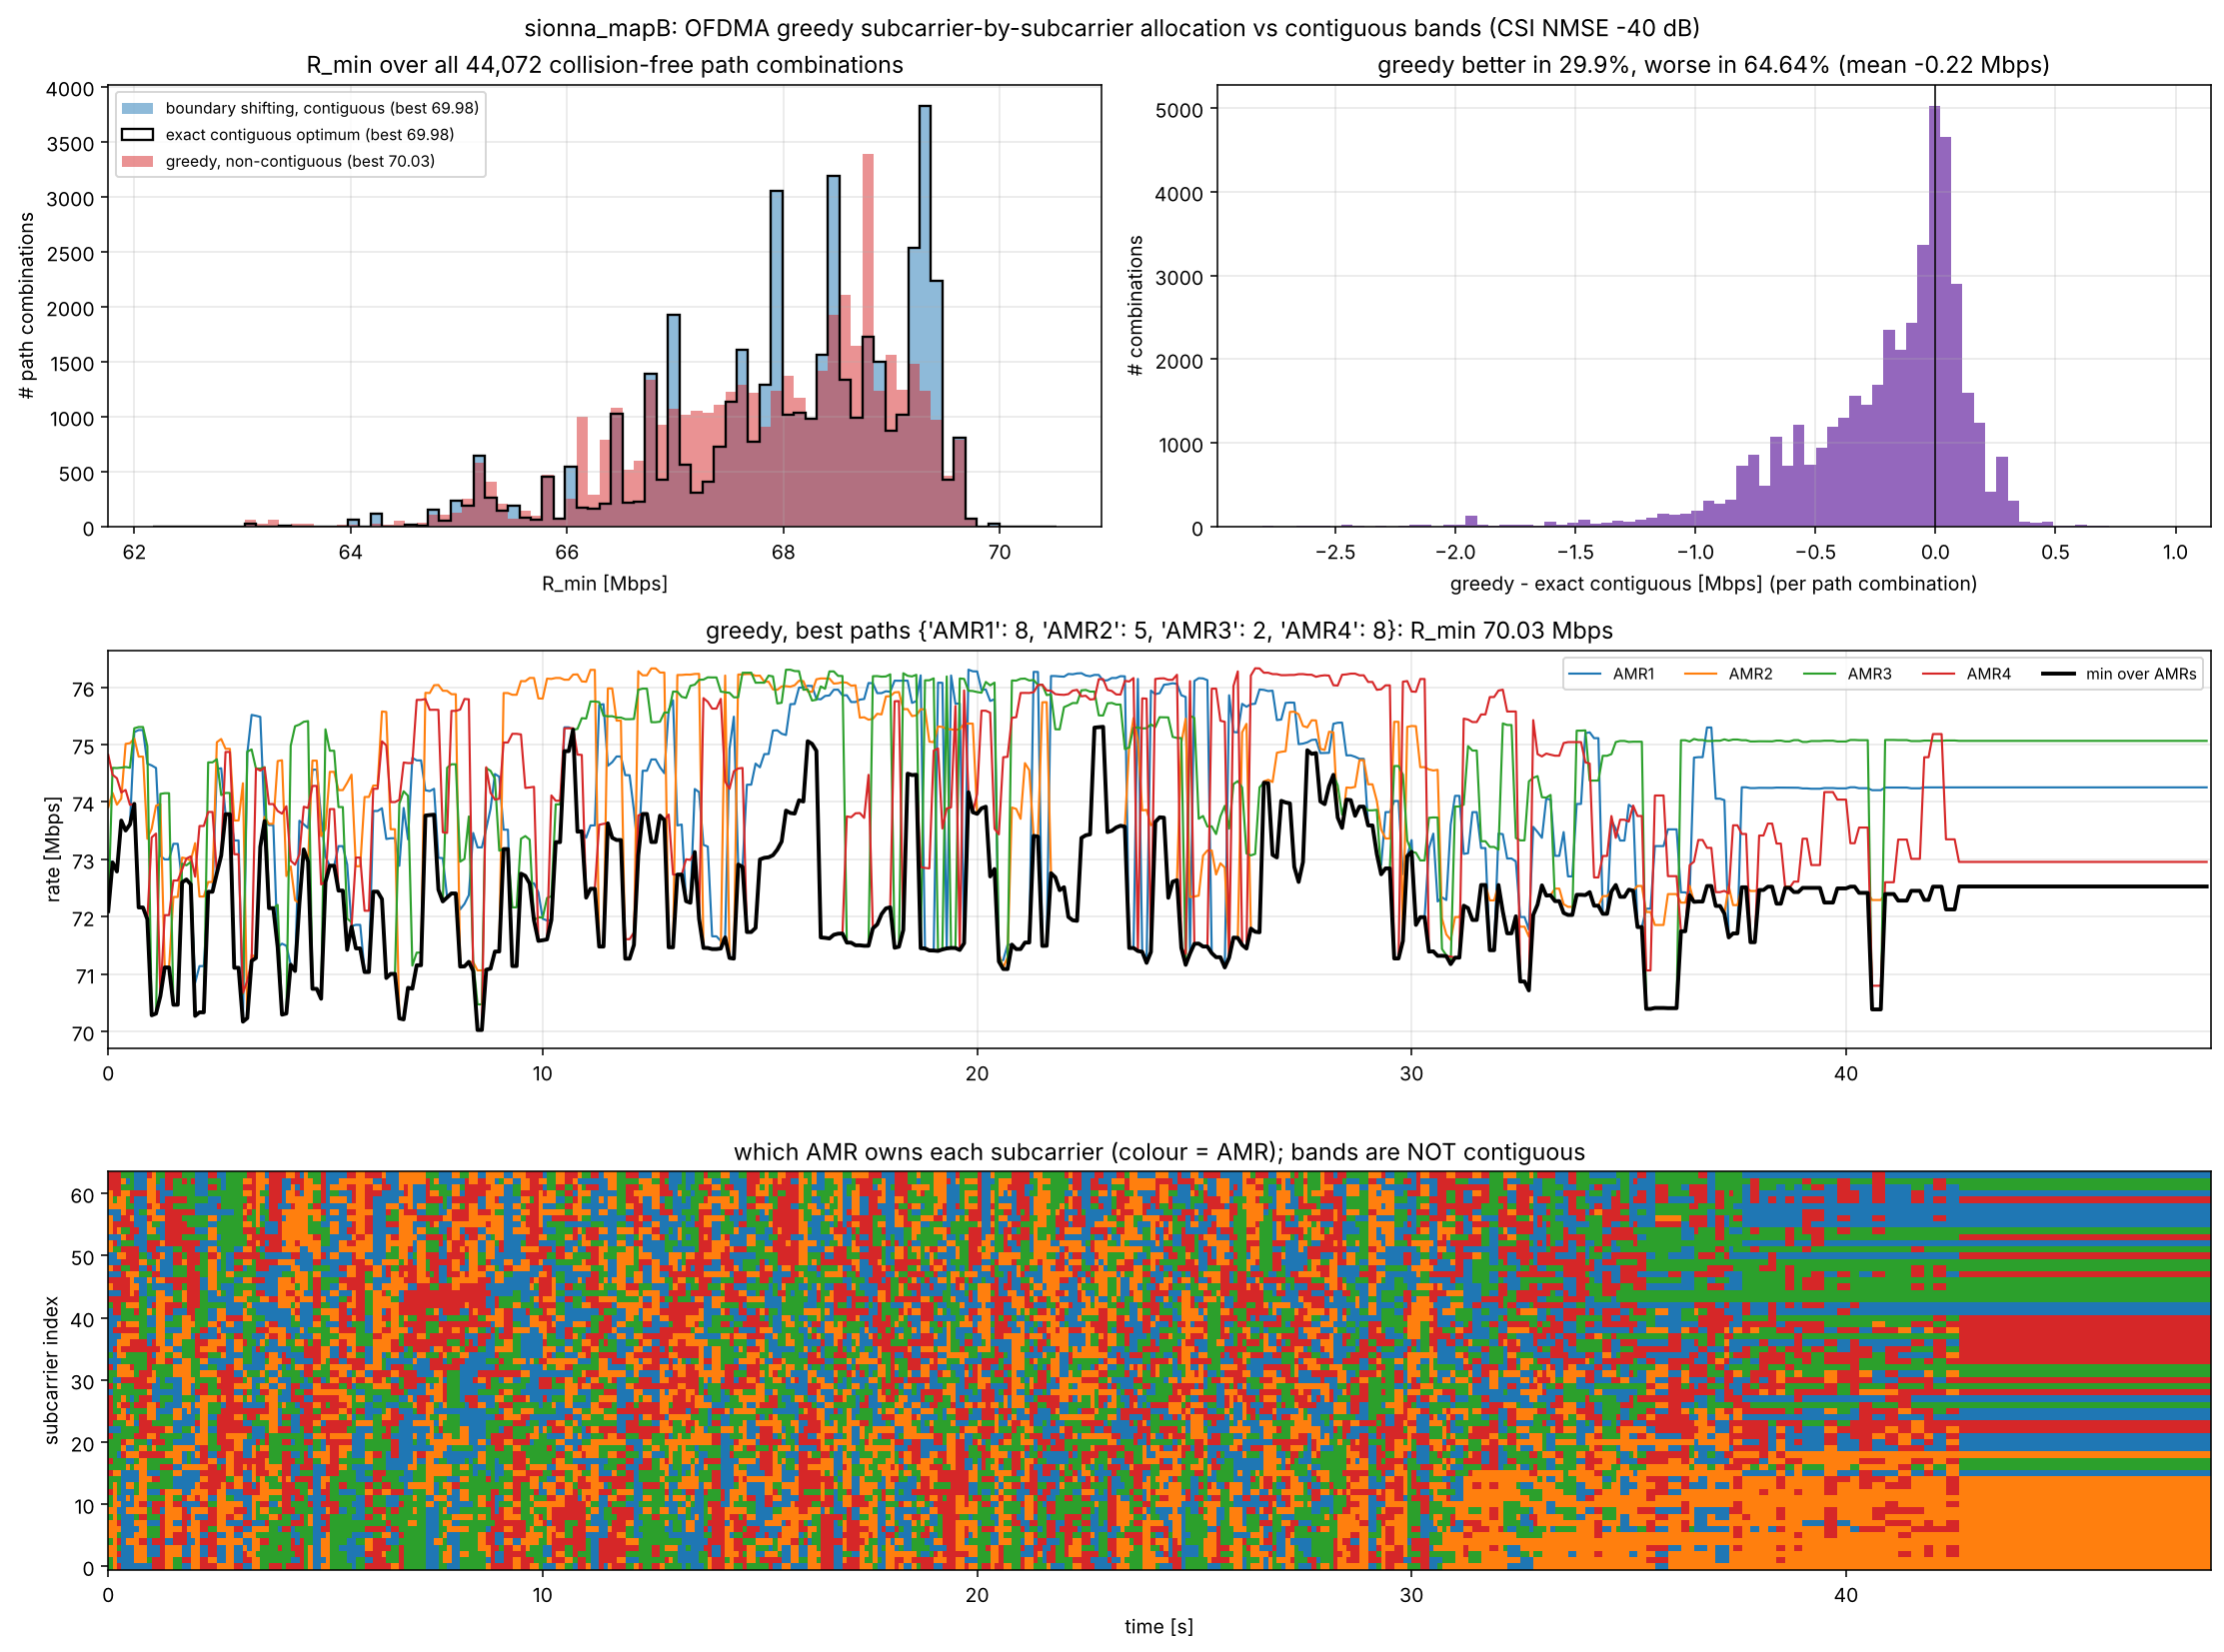 sionna_mapB: OFDMA greedy subcarrier-by-subcarrier allocation vs contiguous bands (CSI NMSE -40 dB)
R_min over all 44,072 collision-free path combinations
# path combinations
4000
3500
3000
2500
2000
1500
1000
500
0
boundary shifting, contiguous (best 69.98)
exact contiguous optimum (best 69.98)
greedy, non-contiguous (best 70.03)
62 64 66 68 70
R_min [Mbps]
greedy better in 29.9%, worse in 64.64% (mean -0.22 Mbps)
# combinations
5000
4000
3000
2000
1000
0
−2.5 −2.0 −1.5 −1.0 −0.5 0.0 0.5 1.0
greedy - exact contiguous [Mbps] (per path combination)
greedy, best paths {'AMR1': 8, 'AMR2': 5, 'AMR3': 2, 'AMR4': 8}: R_min 70.03 Mbps
rate [Mbps]
76
75
74
73
72
71
70
AMR1 AMR2 AMR3 AMR4 min over AMRs
0 10 20 30 40
which AMR owns each subcarrier (colour = AMR); bands are NOT contiguous
subcarrier index
60
50
40
30
20
10
0
0 10 20 30 40
time [s]